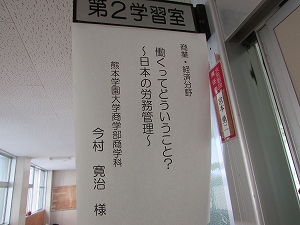 第2学習室
商業・経済分野
働くってどういうこと?
～日本の労務管理～
熊本学園大学商学部商学科
今村 寛治 様